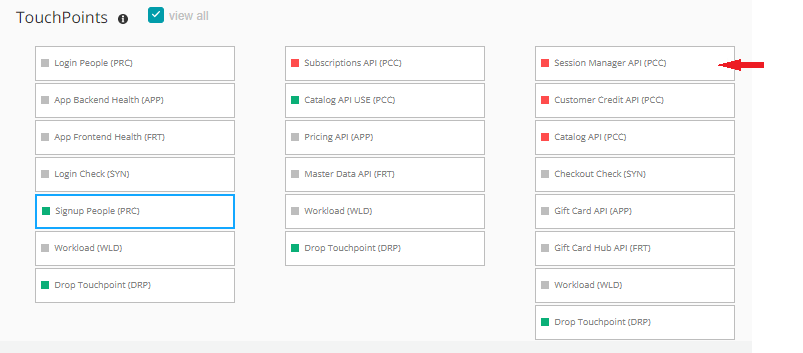 TouchPoints
view all
Login People (PRC)
App Backend Health (APP)
App Frontend Health (FRT)
Login Check (SYN)
Signup People (PRC)
Workload (WLD)
Drop Touchpoint (DRP)
Subscriptions API (PCC)
Catalog API USE (PCC)
Pricing API (APP)
Master Data API (FRT)
Workload (WLD)
Drop Touchpoint (DRP)
Session Manager API (PCC)
Customer Credit API (PCC)
Catalog API (PCC)
Checkout Check (SYN)
Gift Card API (APP)
Gift Card Hub API (FRT)
Workload (WLD)
Drop Touchpoint (DRP)